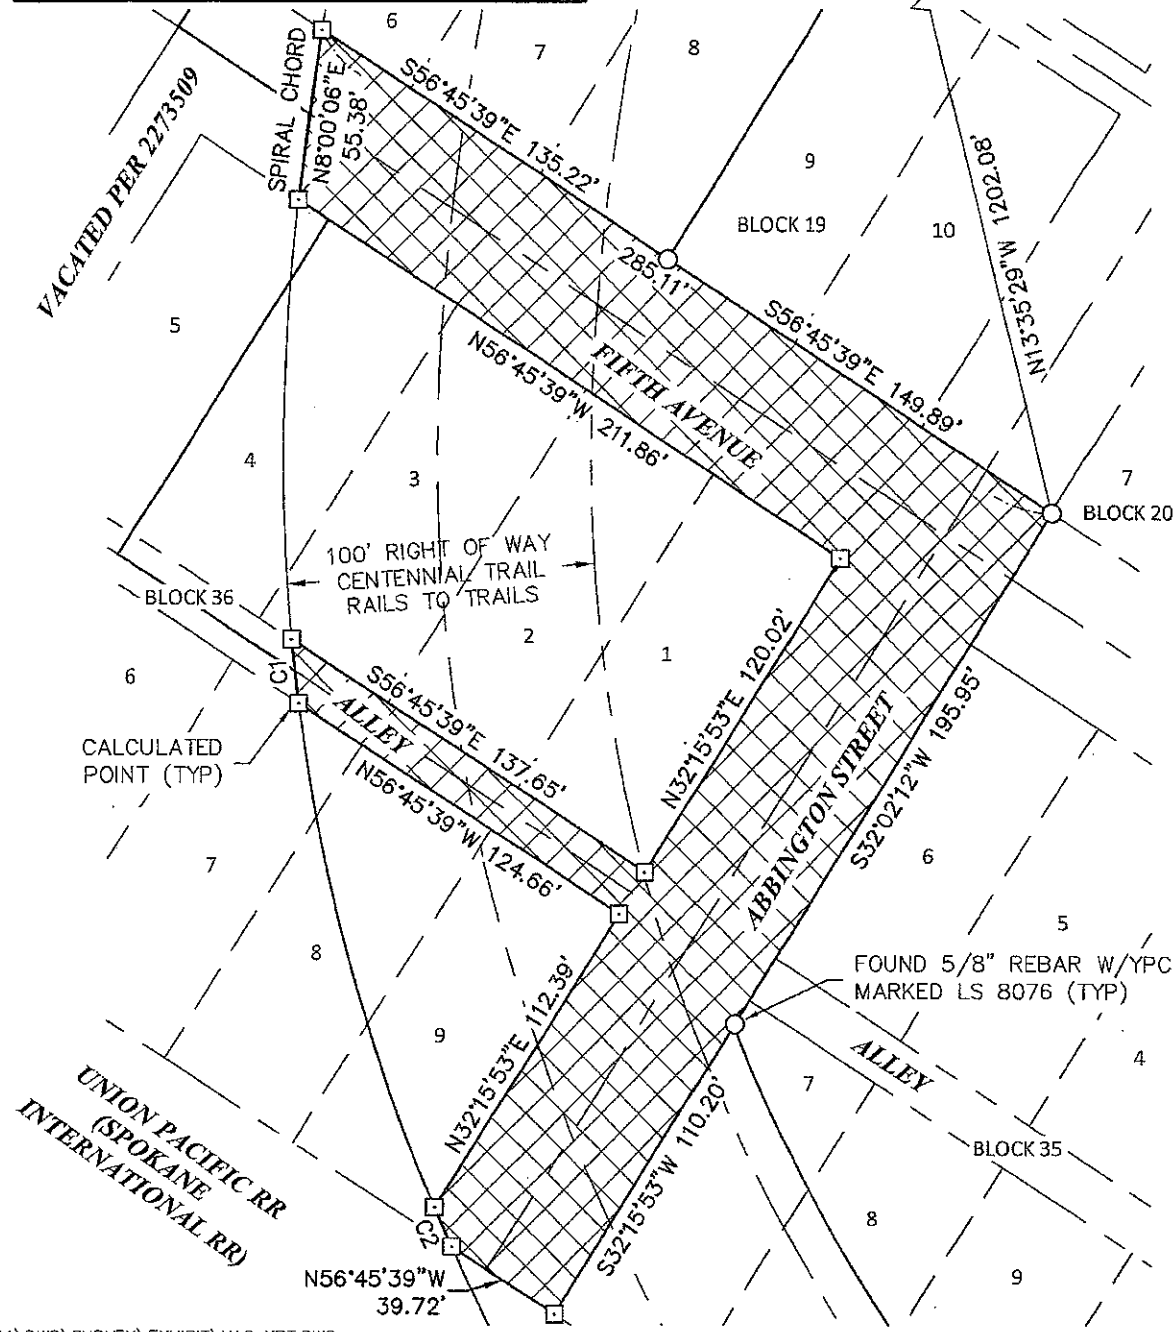 6
7
8
SPIRAL CHORD
N8°00'06"E
55.38'
S56°45'39"E 135.22'
VACATED PER 2273509
9
BLOCK 19
10
N13°35'29"W 1202.08'
5
285.11'
S56°45'39"E 149.89'
FIFTH AVENUE
N56°45'39"W 211.86'
7
BLOCK 20
4
3
100' RIGHT OF WAY
CENTENNIAL TRAIL
RAILS TO TRAILS
BLOCK 36
2
1
6
C1
S56°45'39"E 137.65'
ALLEY
N32°15'53"E 120.02'
CALCULATED
POINT (TYP)
N56°45'39"W 124.66'
ABBINGTON STREET
S32°02'12"W 195.95'
6
7
5
8
FOUND 5/8" REBAR W/YPC
MARKED LS 8076 (TYP)
9
N32°15'53"E 112.39'
ALLEY
4
7
UNION PACIFIC RR
(SPOKANE
INTERNATIONAL RR)
S32°15'53"W 110.20'
BLOCK 35
C2
8
N56°45'39"W
39.72'
9